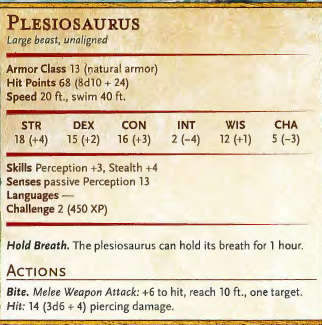 PLESIOSAURUS
Large beast, unaligned
Armor Class 13 (natural armor)
Hit Points 68 (8d10 + 24)
Speed 20 ft., swim 40 ft.
STR DEX CON INT WIS CHA
18 (+4) 15 (+2) 16 (+3) 2 (−4) 12 (+1) 5 (−3)
Skills Perception +3, Stealth +4
Senses passive Perception 13
Languages —
Challenge 2 (450 XP)
Hold Breath. The plesiosaurus can hold its breath for 1 hour.
ACTIONS
Bite. Melee Weapon Attack: +6 to hit, reach 10 ft., one target.
Hit: 14 (3d6 + 4) piercing damage.